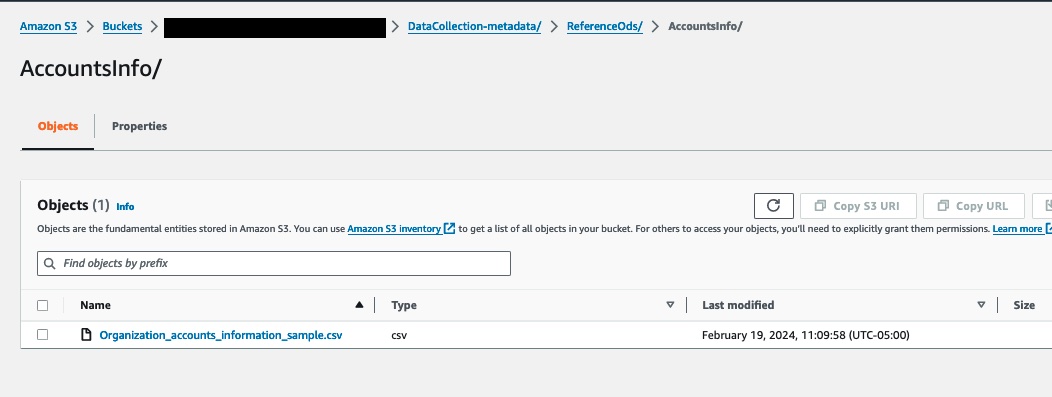 Amazon S3 > Buckets > > DataCollection-metadata/ > ReferenceOds/ > AccountsInfo/
AccountsInfo/
Objects Properties
Objects (1) Info Copy S3 URI Copy URL
Objects are the fundamental entities stored in Amazon S3. You can use Amazon S3 inventory to get a list of all objects in your bucket. For others to access your objects, you'll need to explicitly grant them permissions. Learn more
Find objects by prefix
Name Type Last modified Size
Organization_accounts_information_sample.csv csv February 19, 2024, 11:09:58 (UTC-05:00)